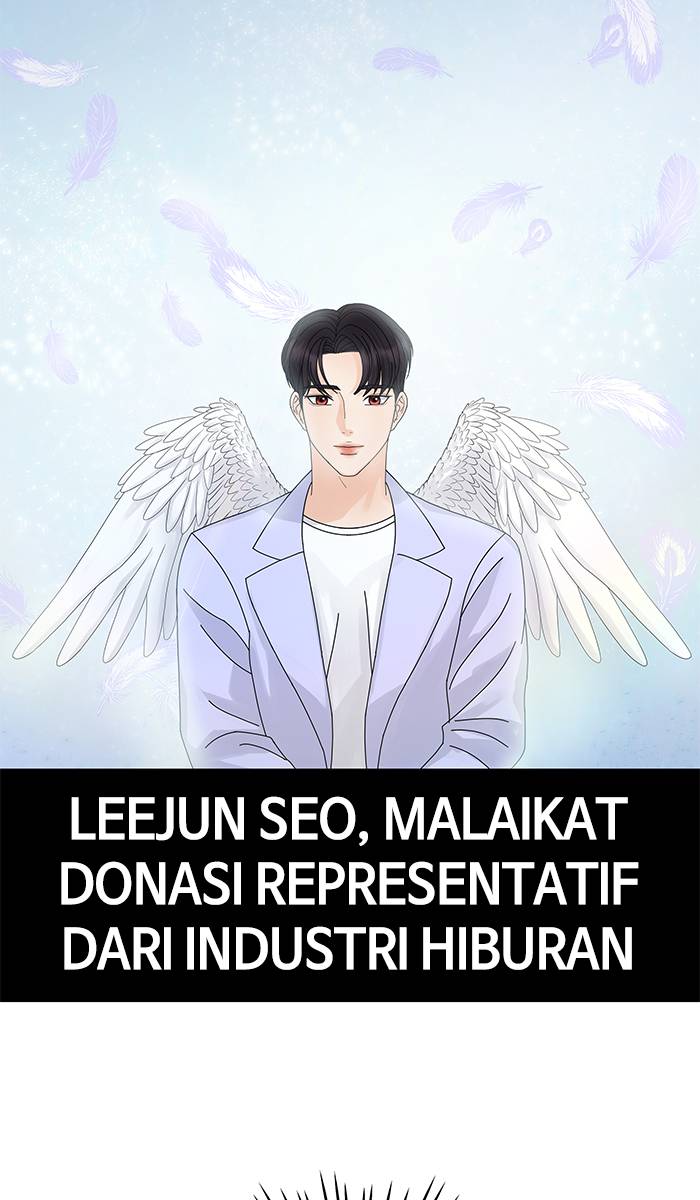 LEEJUN SEO, MALAIKAT
DONASI REPRESENTATIF
DARI INDUSTRI HIBURAN